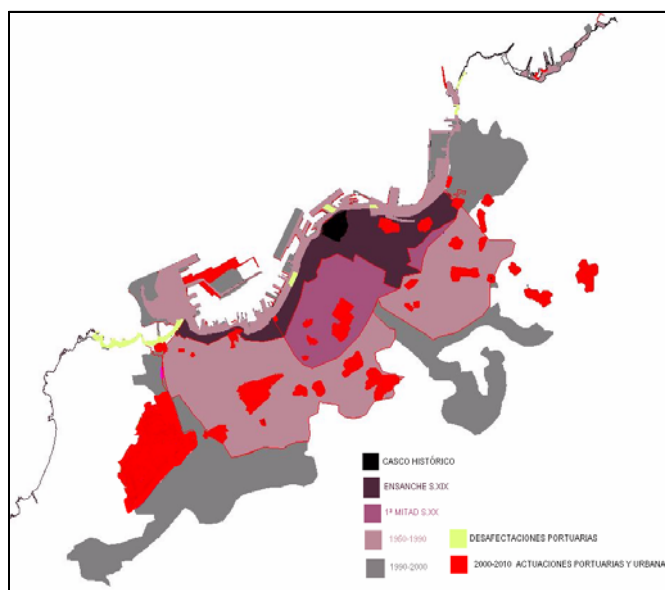 CASCO HISTÓRICO
ENSANCHE S.XIX
1ª MITAD S.XX
1950-1990
DESAFECTACIONES PORTUARIAS
1990-2000
2000-2010 ACTUACIONES PORTUARIAS Y URBANA